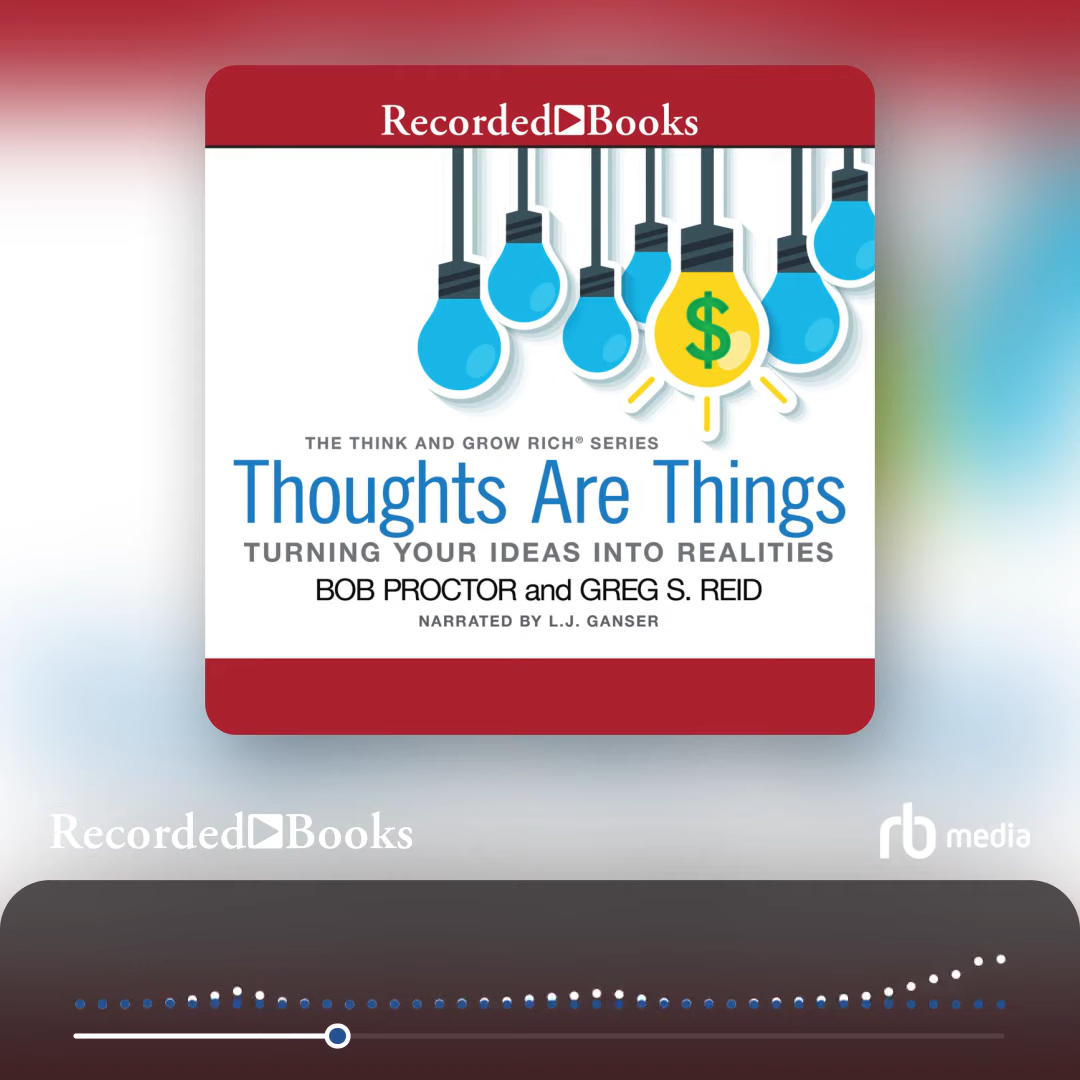 Recorded Books
$
THE THINK AND GROW RICH® SERIES
Thoughts Are Things
TURNING YOUR IDEAS INTO REALITIES
BOB PROCTOR and GREG S. REID
NARRATED BY L.J. GANSER
Recorded Books
rb media